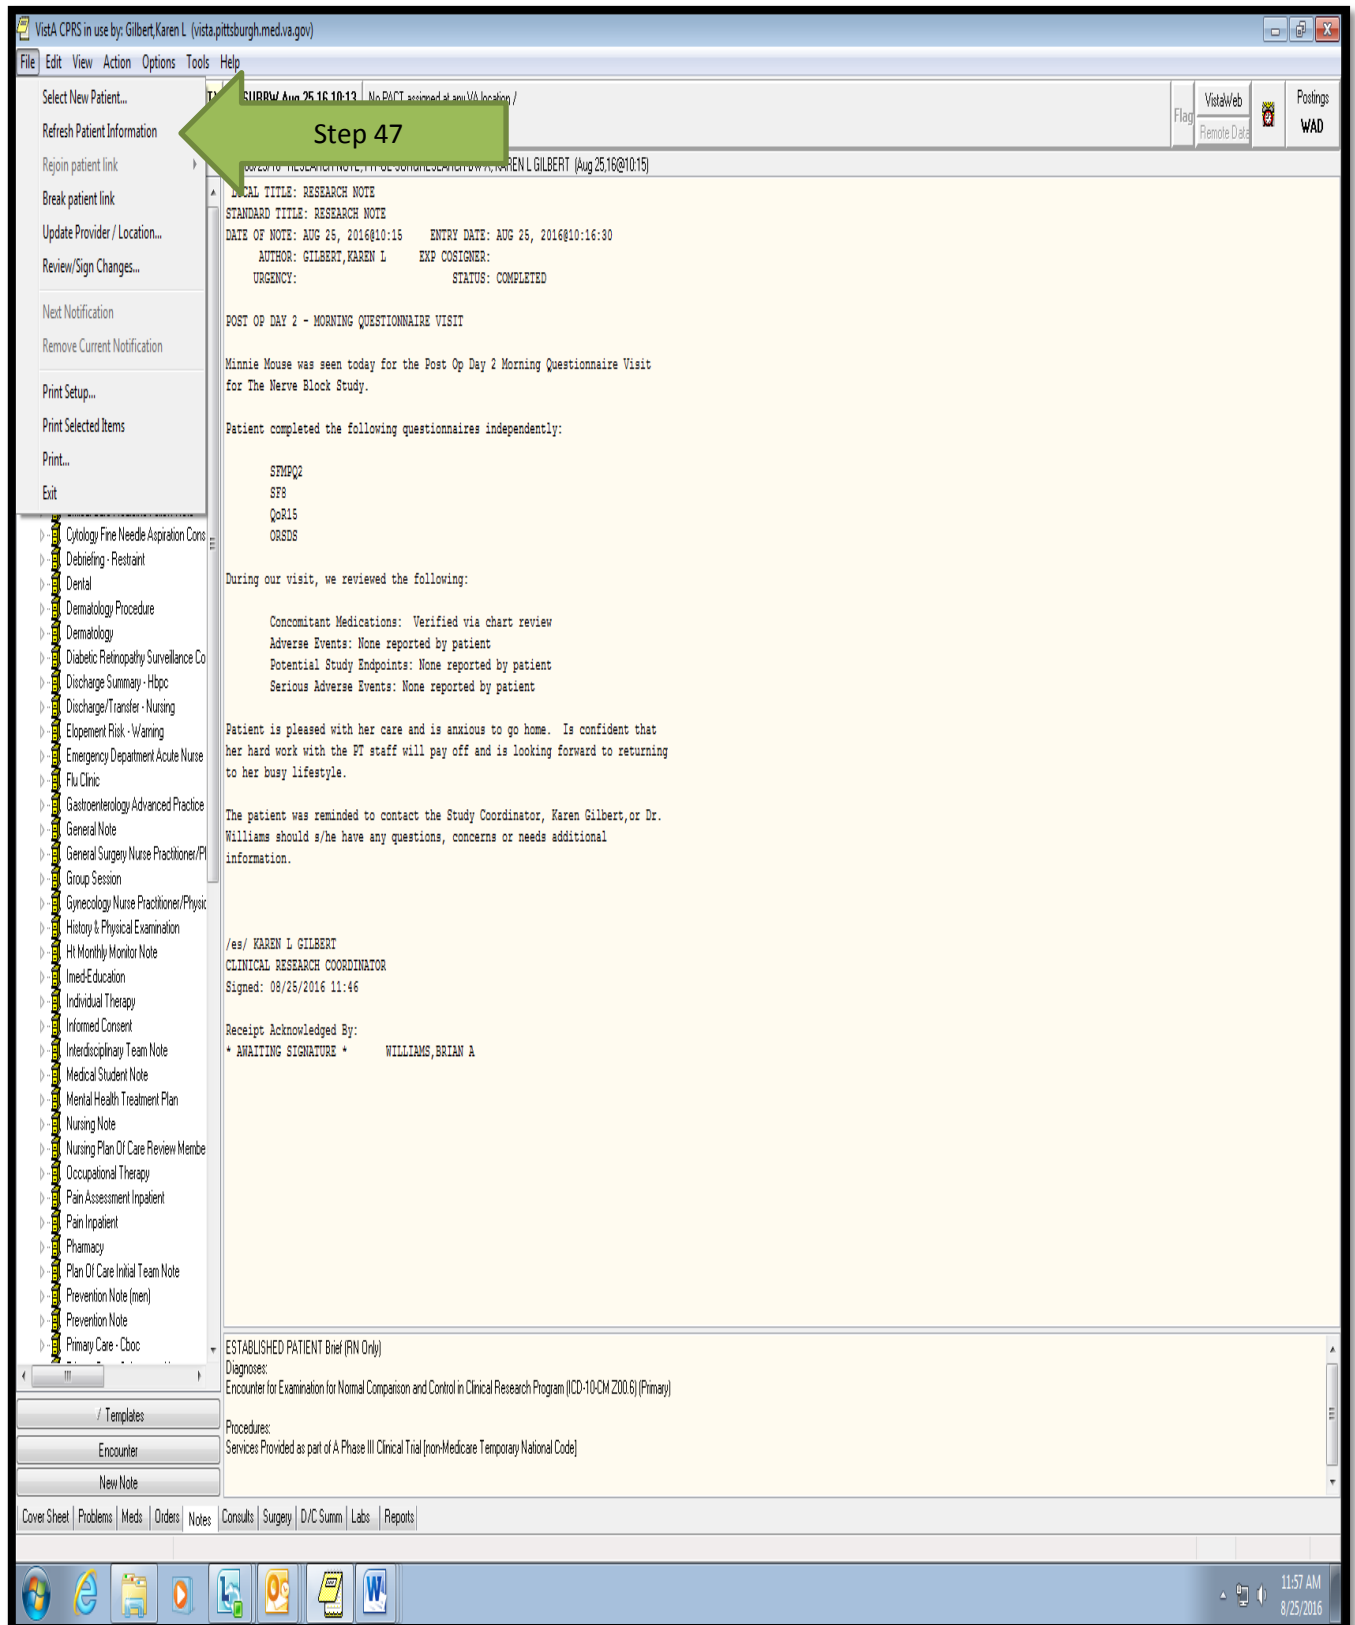 VistA CPRS in use by: Gilbert,Karen L (vista.pittsburgh.med.va.gov)
File Edit View Action Options Tools Help
Select New Patient...
Refresh Patient Information
Rejoin patient link
Break patient link
Update Provider / Location...
Review/Sign Changes...
Next Notification
Remove Current Notification
Print Setup...
Print Selected Items
Print...
Exit
Step 47
Aug 25,16 10:13 No PACT assigned at any VA location /
Flag
VistaWeb
Remote Data
Postings
WAD
KAREN L GILBERT (Aug 25,16@10:15)
LOCAL TITLE: RESEARCH NOTE
STANDARD TITLE: RESEARCH NOTE
DATE OF NOTE: AUG 25, 2016@10:15 ENTRY DATE: AUG 25, 2016@10:16:30
AUTHOR: GILBERT,KAREN L EXP COSIGNER:
URGENCY: STATUS: COMPLETED
POST OP DAY 2 - MORNING QUESTIONNAIRE VISIT
Minnie Mouse was seen today for the Post Op Day 2 Morning Questionnaire Visit
for The Nerve Block Study.
Patient completed the following questionnaires independently:
SFMPQ2
SF8
QoR15
ORSDS
During our visit, we reviewed the following:
Concomitant Medications: Verified via chart review
Adverse Events: None reported by patient
Potential Study Endpoints: None reported by patient
Serious Adverse Events: None reported by patient
Patient is pleased with her care and is anxious to go home. Is confident that
her hard work with the PT staff will pay off and is looking forward to returning
to her busy lifestyle.
The patient was reminded to contact the Study Coordinator, Karen Gilbert,or Dr.
Williams should s/he have any questions, concerns or needs additional
information.
/es/ KAREN L GILBERT
CLINICAL RESEARCH COORDINATOR
Signed: 08/25/2016 11:46
Receipt Acknowledged By:
* AWAITING SIGNATURE * WILLIAMS,BRIAN A
Cytology Fine Needle Aspiration Cons
Debriefing - Restraint
Dental
Dermatology Procedure
Dermatology
Diabetic Retinopathy Surveillance Co
Discharge Summary - Hbpc
Discharge/Transfer - Nursing
Elopement Risk - Warning
Emergency Department Acute Nurse
Flu Clinic
Gastroenterology Advanced Practice
General Note
General Surgery Nurse Practitioner/Pl
Group Session
Gynecology Nurse Practitioner/Physic
History & Physical Examination
Ht Monthly Monitor Note
Imed-Education
Individual Therapy
Informed Consent
Interdisciplinary Team Note
Medical Student Note
Mental Health Treatment Plan
Nursing Note
Nursing Plan Of Care Review Membe
Occupational Therapy
Pain Assessment Inpatient
Pain Inpatient
Pharmacy
Plan Of Care Initial Team Note
Prevention Note (men)
Prevention Note
Primary Care - Cboc
ESTABLISHED PATIENT Brief (RN Only)
Diagnoses:
Encounter for Examination for Normal Comparison and Control in Clinical Research Program (ICD-10-CM Z00.6) (Primary)
Procedures:
Services Provided as part of A Phase III Clinical Trial [non-Medicare Temporary National Code]
/ Templates
Encounter
New Note
Cover Sheet Problems Meds Orders Notes Consults Surgery D/C Summ Labs Reports
11:57 AM
8/25/2016